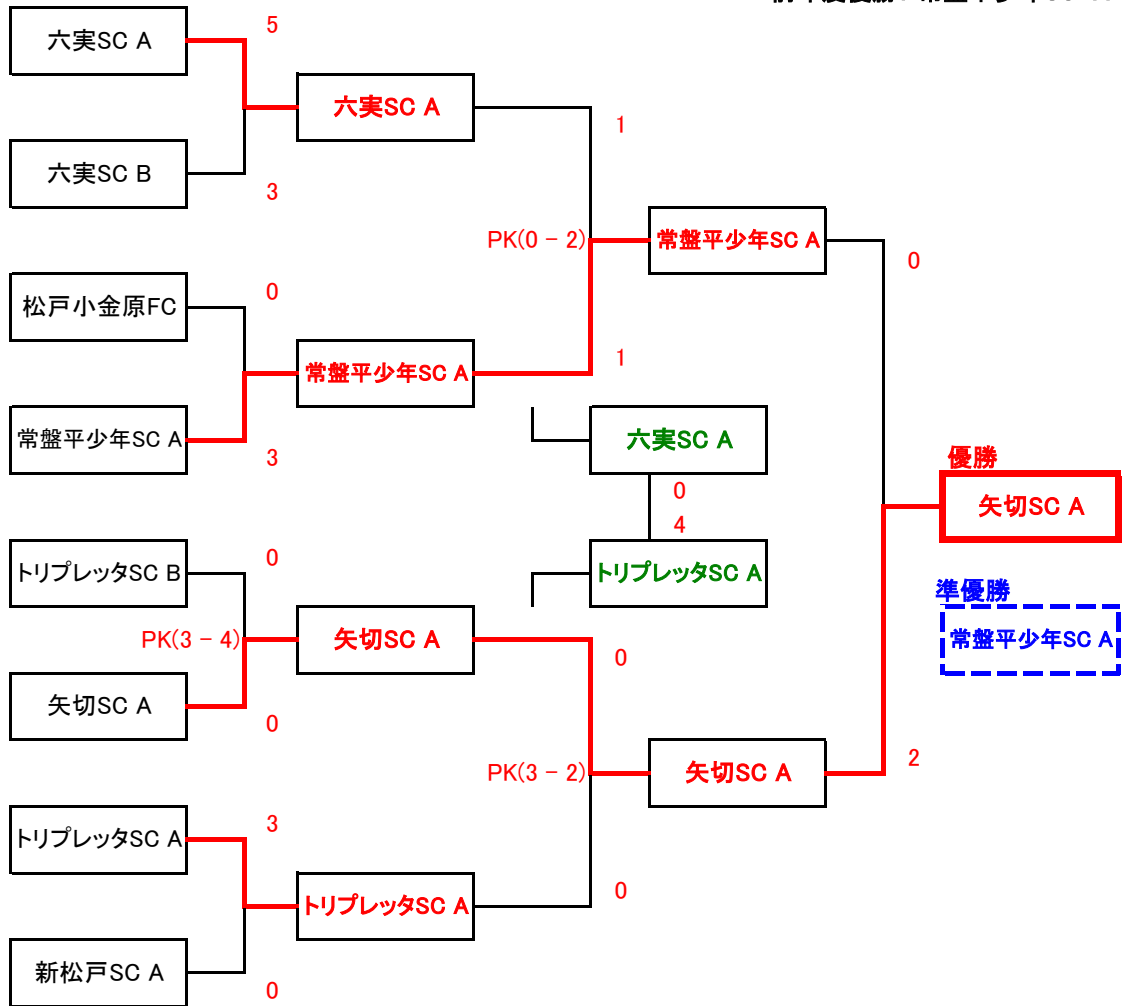 六実SC A
5
六実SC A
1
六実SC B
3
PK(0 − 2)
常盤平少年SC A
0
松戸小金原FC
0
常盤平少年SC A
1
常盤平少年SC A
3
六実SC A
0
4
トリプレッタSC A
優勝
矢切SC A
準優勝
常盤平少年SC A
トリプレッタSC B
0
PK(3 − 4)
矢切SC A
0
矢切SC A
0
PK(3 − 2)
矢切SC A
2
トリプレッタSC A
3
トリプレッタSC A
0
新松戸SC A
0